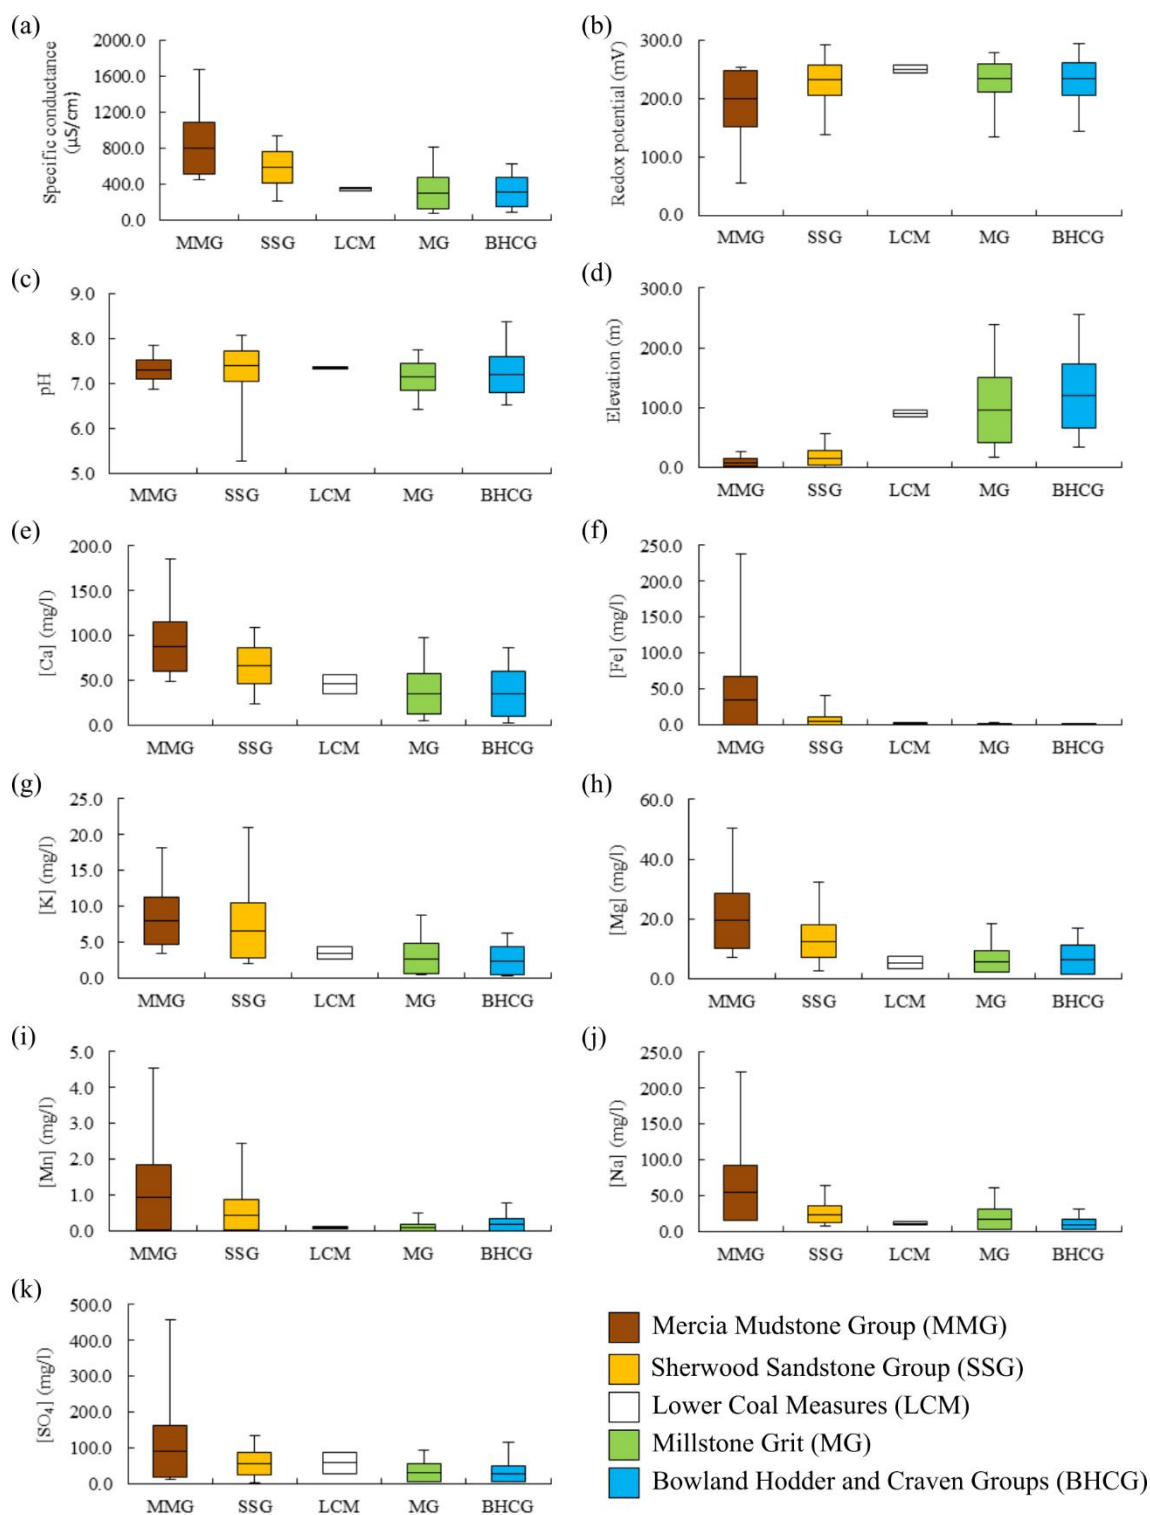 (a)
Specific conductance
(µS/cm)
2000.0
1600.0
1200.0
800.0
400.0
0.0
MMG SSG LCM MG BHCG
(b)
Redox potential (mV)
300.0
200.0
100.0
0.0
MMG SSG LCM MG BHCG
(c)
pH
9.0
8.0
7.0
6.0
5.0
MMG SSG LCM MG BHCG
(d)
Elevation (m)
300.0
200.0
100.0
0.0
MMG SSG LCM MG BHCG
(e)
[Ca] (mg/l)
200.0
150.0
100.0
50.0
0.0
MMG SSG LCM MG BHCG
(f)
[Fe] (mg/l)
250.0
200.0
150.0
100.0
50.0
0.0
MMG SSG LCM MG BHCG
(g)
[K] (mg/l)
25.0
20.0
15.0
10.0
5.0
0.0
MMG SSG LCM MG BHCG
(h)
[Mg] (mg/l)
60.0
40.0
20.0
0.0
MMG SSG LCM MG BHCG
(i)
[Mn] (mg/l)
5.0
4.0
3.0
2.0
1.0
0.0
MMG SSG LCM MG BHCG
(j)
[Na] (mg/l)
250.0
200.0
150.0
100.0
50.0
0.0
MMG SSG LCM MG BHCG
(k)
[SO₄] (mg/l)
500.0
400.0
300.0
200.0
100.0
0.0
MMG SSG LCM MG BHCG
Mercia Mudstone Group (MMG)
Sherwood Sandstone Group (SSG)
Lower Coal Measures (LCM)
Millstone Grit (MG)
Bowland Hodder and Craven Groups (BHCG)